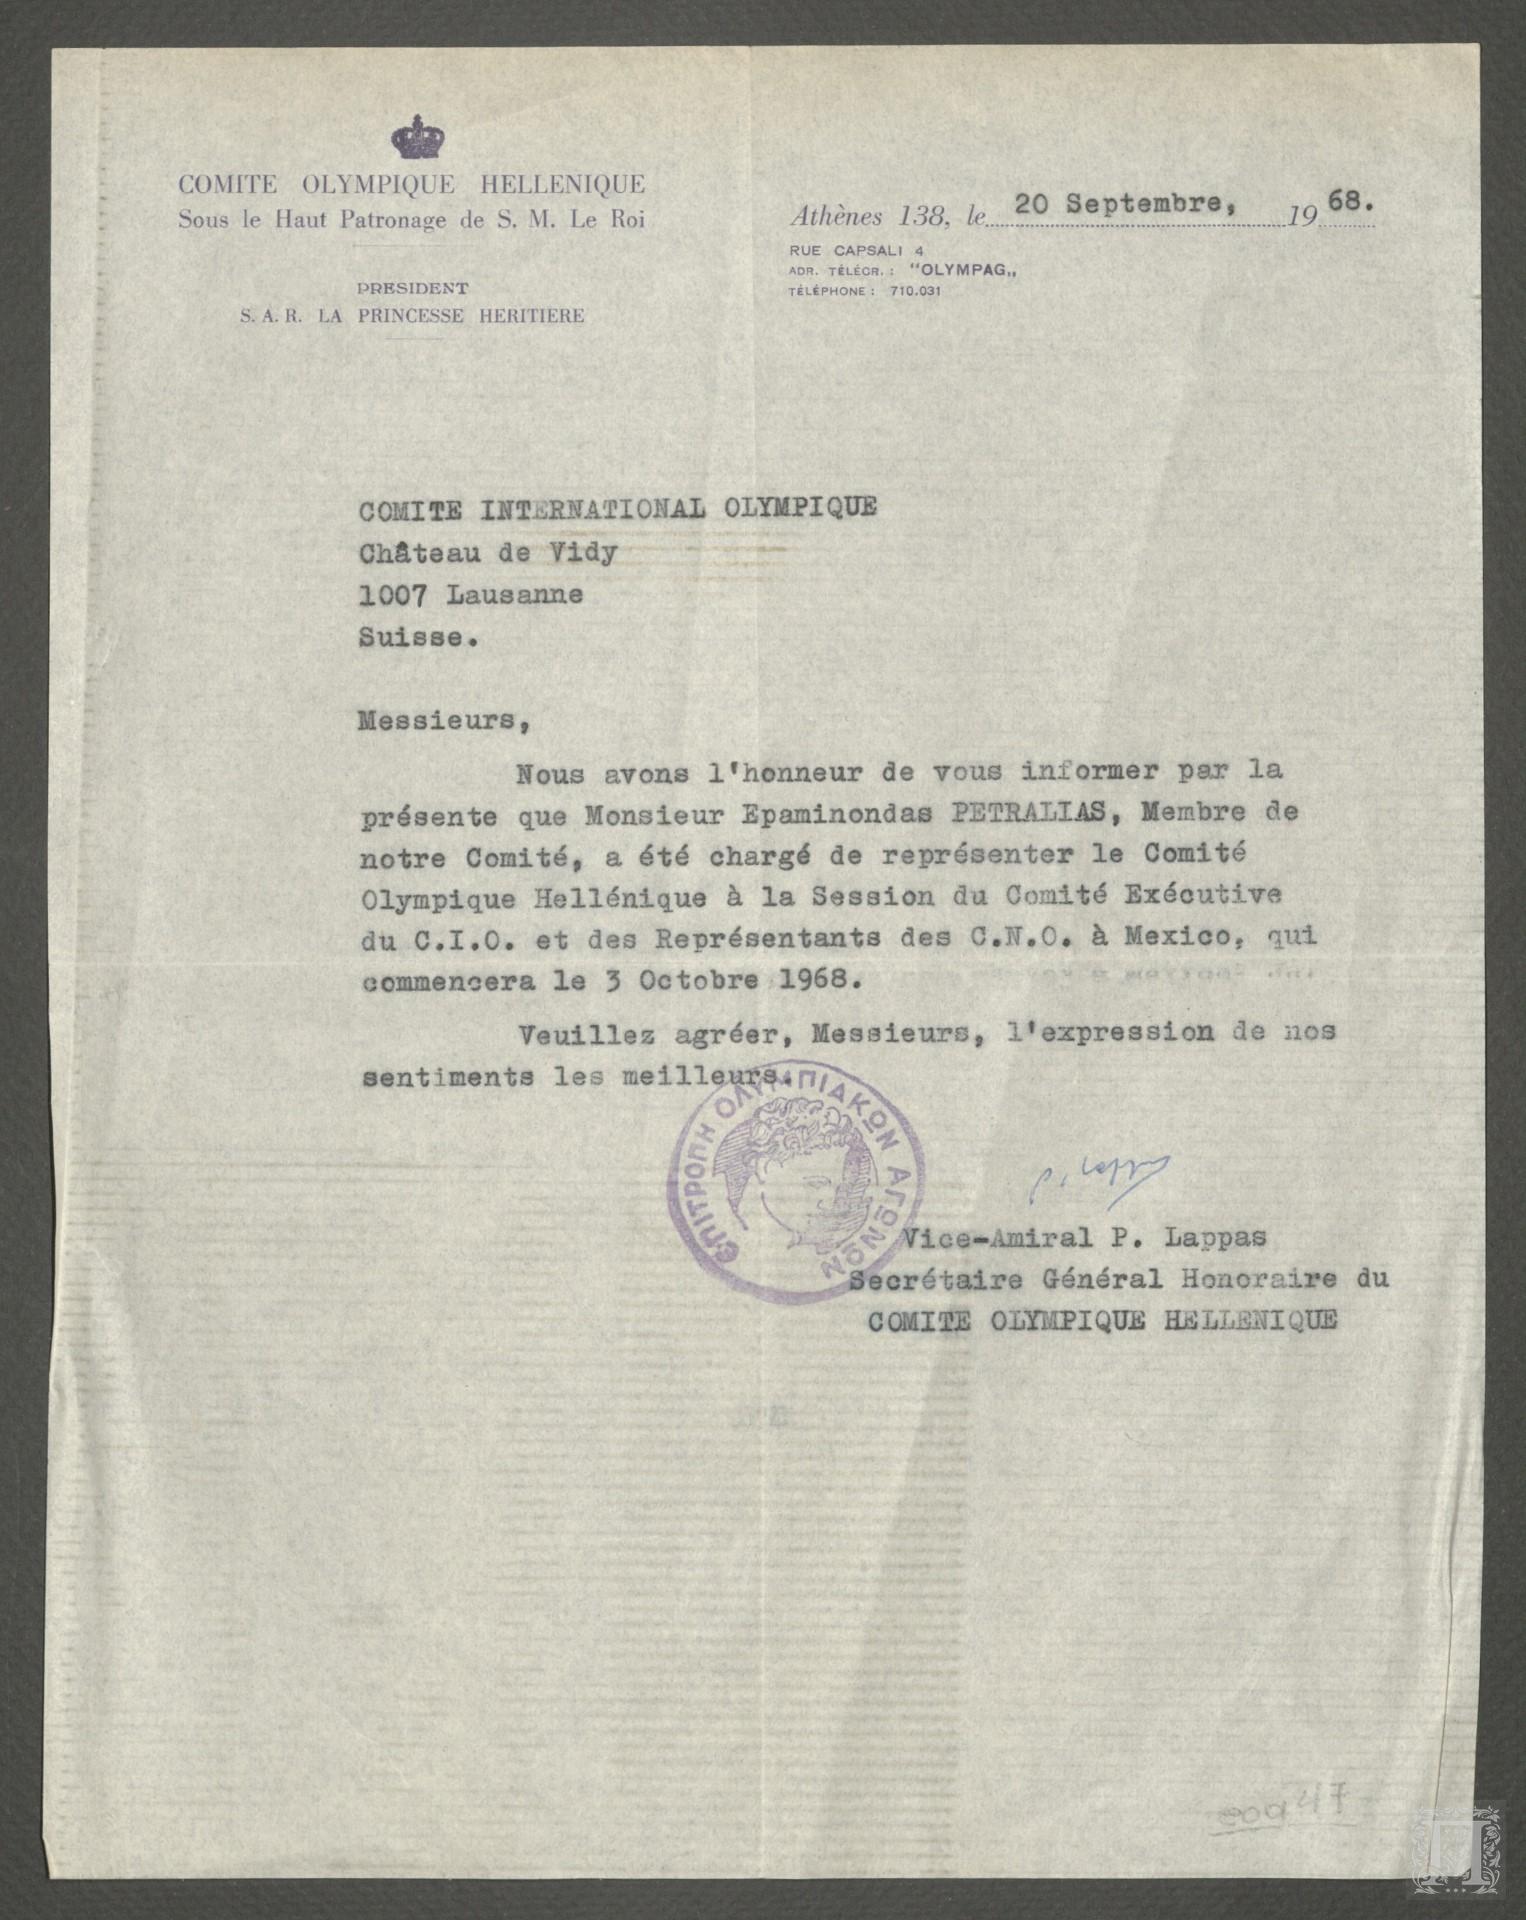 COMITE OLYMPIQUE HELLENIQUE
Sous le Haut Patronage de S. M. Le Roi
PRESIDENT
S. A. R. LA PRINCESSE HERITIERE
Athènes 138, le 20 Septembre, 19 68.
RUE CAPSALI 4
ADR. TÉLÉGR. : "OLYMPAG„
TÉLÉPHONE : 710.031
COMITE INTERNATIONAL OLYMPIQUE
Château de Vidy
1007 Lausanne
Suisse.
Messieurs,
Nous avons l'honneur de vous informer par la
présente que Monsieur Epaminondas PETRALIAS, Membre de
notre Comité, a été chargé de représenter le Comité
Olympique Hellénique à la Session du Comité Exécutive
du C.I.O. et des Représentants des C.N.O. à Mexico, qui
commencera le 3 Octobre 1968.
Veuillez agréer, Messieurs, l'expression de nos
sentiments les meilleurs.
ΕΠΙΤΡΟΠΗ ΟΛΥΜΠΙΑΚΩΝ ΑΓΩΝΩΝ
Vice-Amiral P. Lappas
Secrétaire Général Honoraire du
COMITE OLYMPIQUE HELLENIQUE